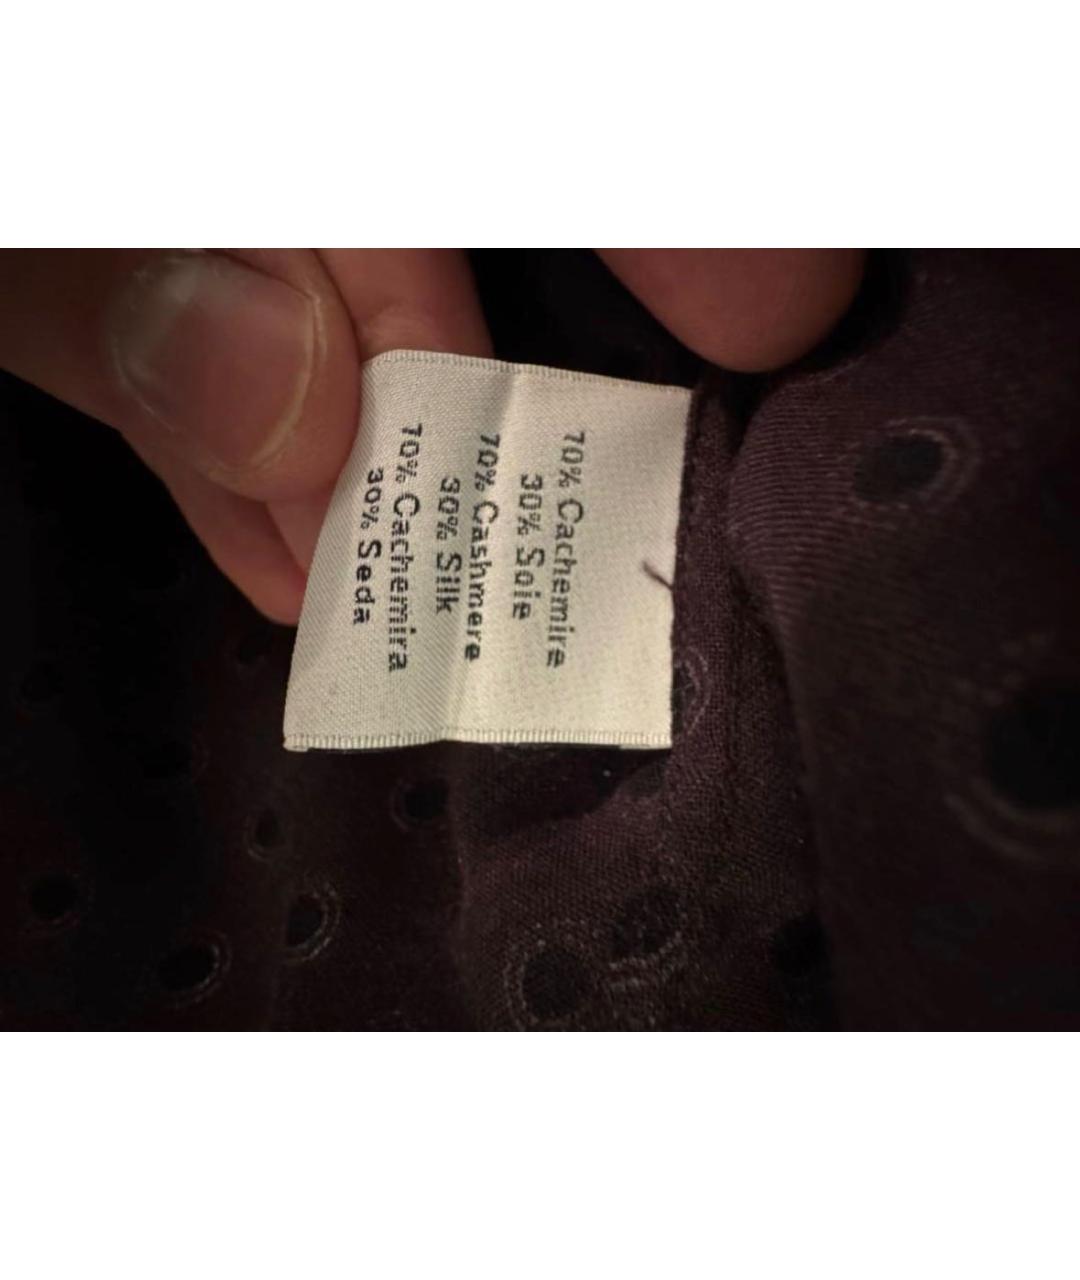 70% Cachemire
30% Soie
70% Cashmere
30% Silk
70% Cachemira
30% Seda